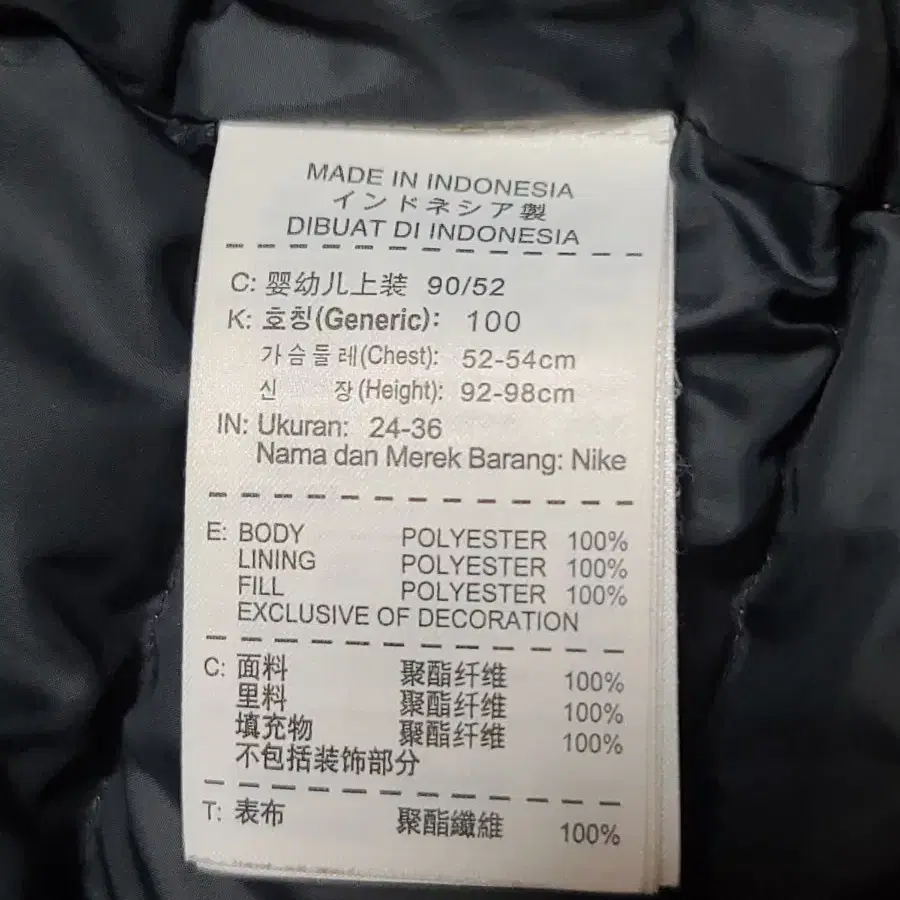 MADE IN INDONESIA
インドネシア製
DIBUAT DI INDONESIA
C: 婴幼儿上装 90/52
K: 호칭(Generic): 100
가슴둘레(Chest): 52-54cm
신 장(Height): 92-98cm
IN: Ukuran: 24-36
Nama dan Merek Barang: Nike
E: BODY POLYESTER 100%
LINING POLYESTER 100%
FILL POLYESTER 100%
EXCLUSIVE OF DECORATION
C: 面料 聚酯纤维 100%
里料 聚酯纤维 100%
填充物 聚酯纤维 100%
不包括装饰部分
T: 表布 聚酯纖維 100%